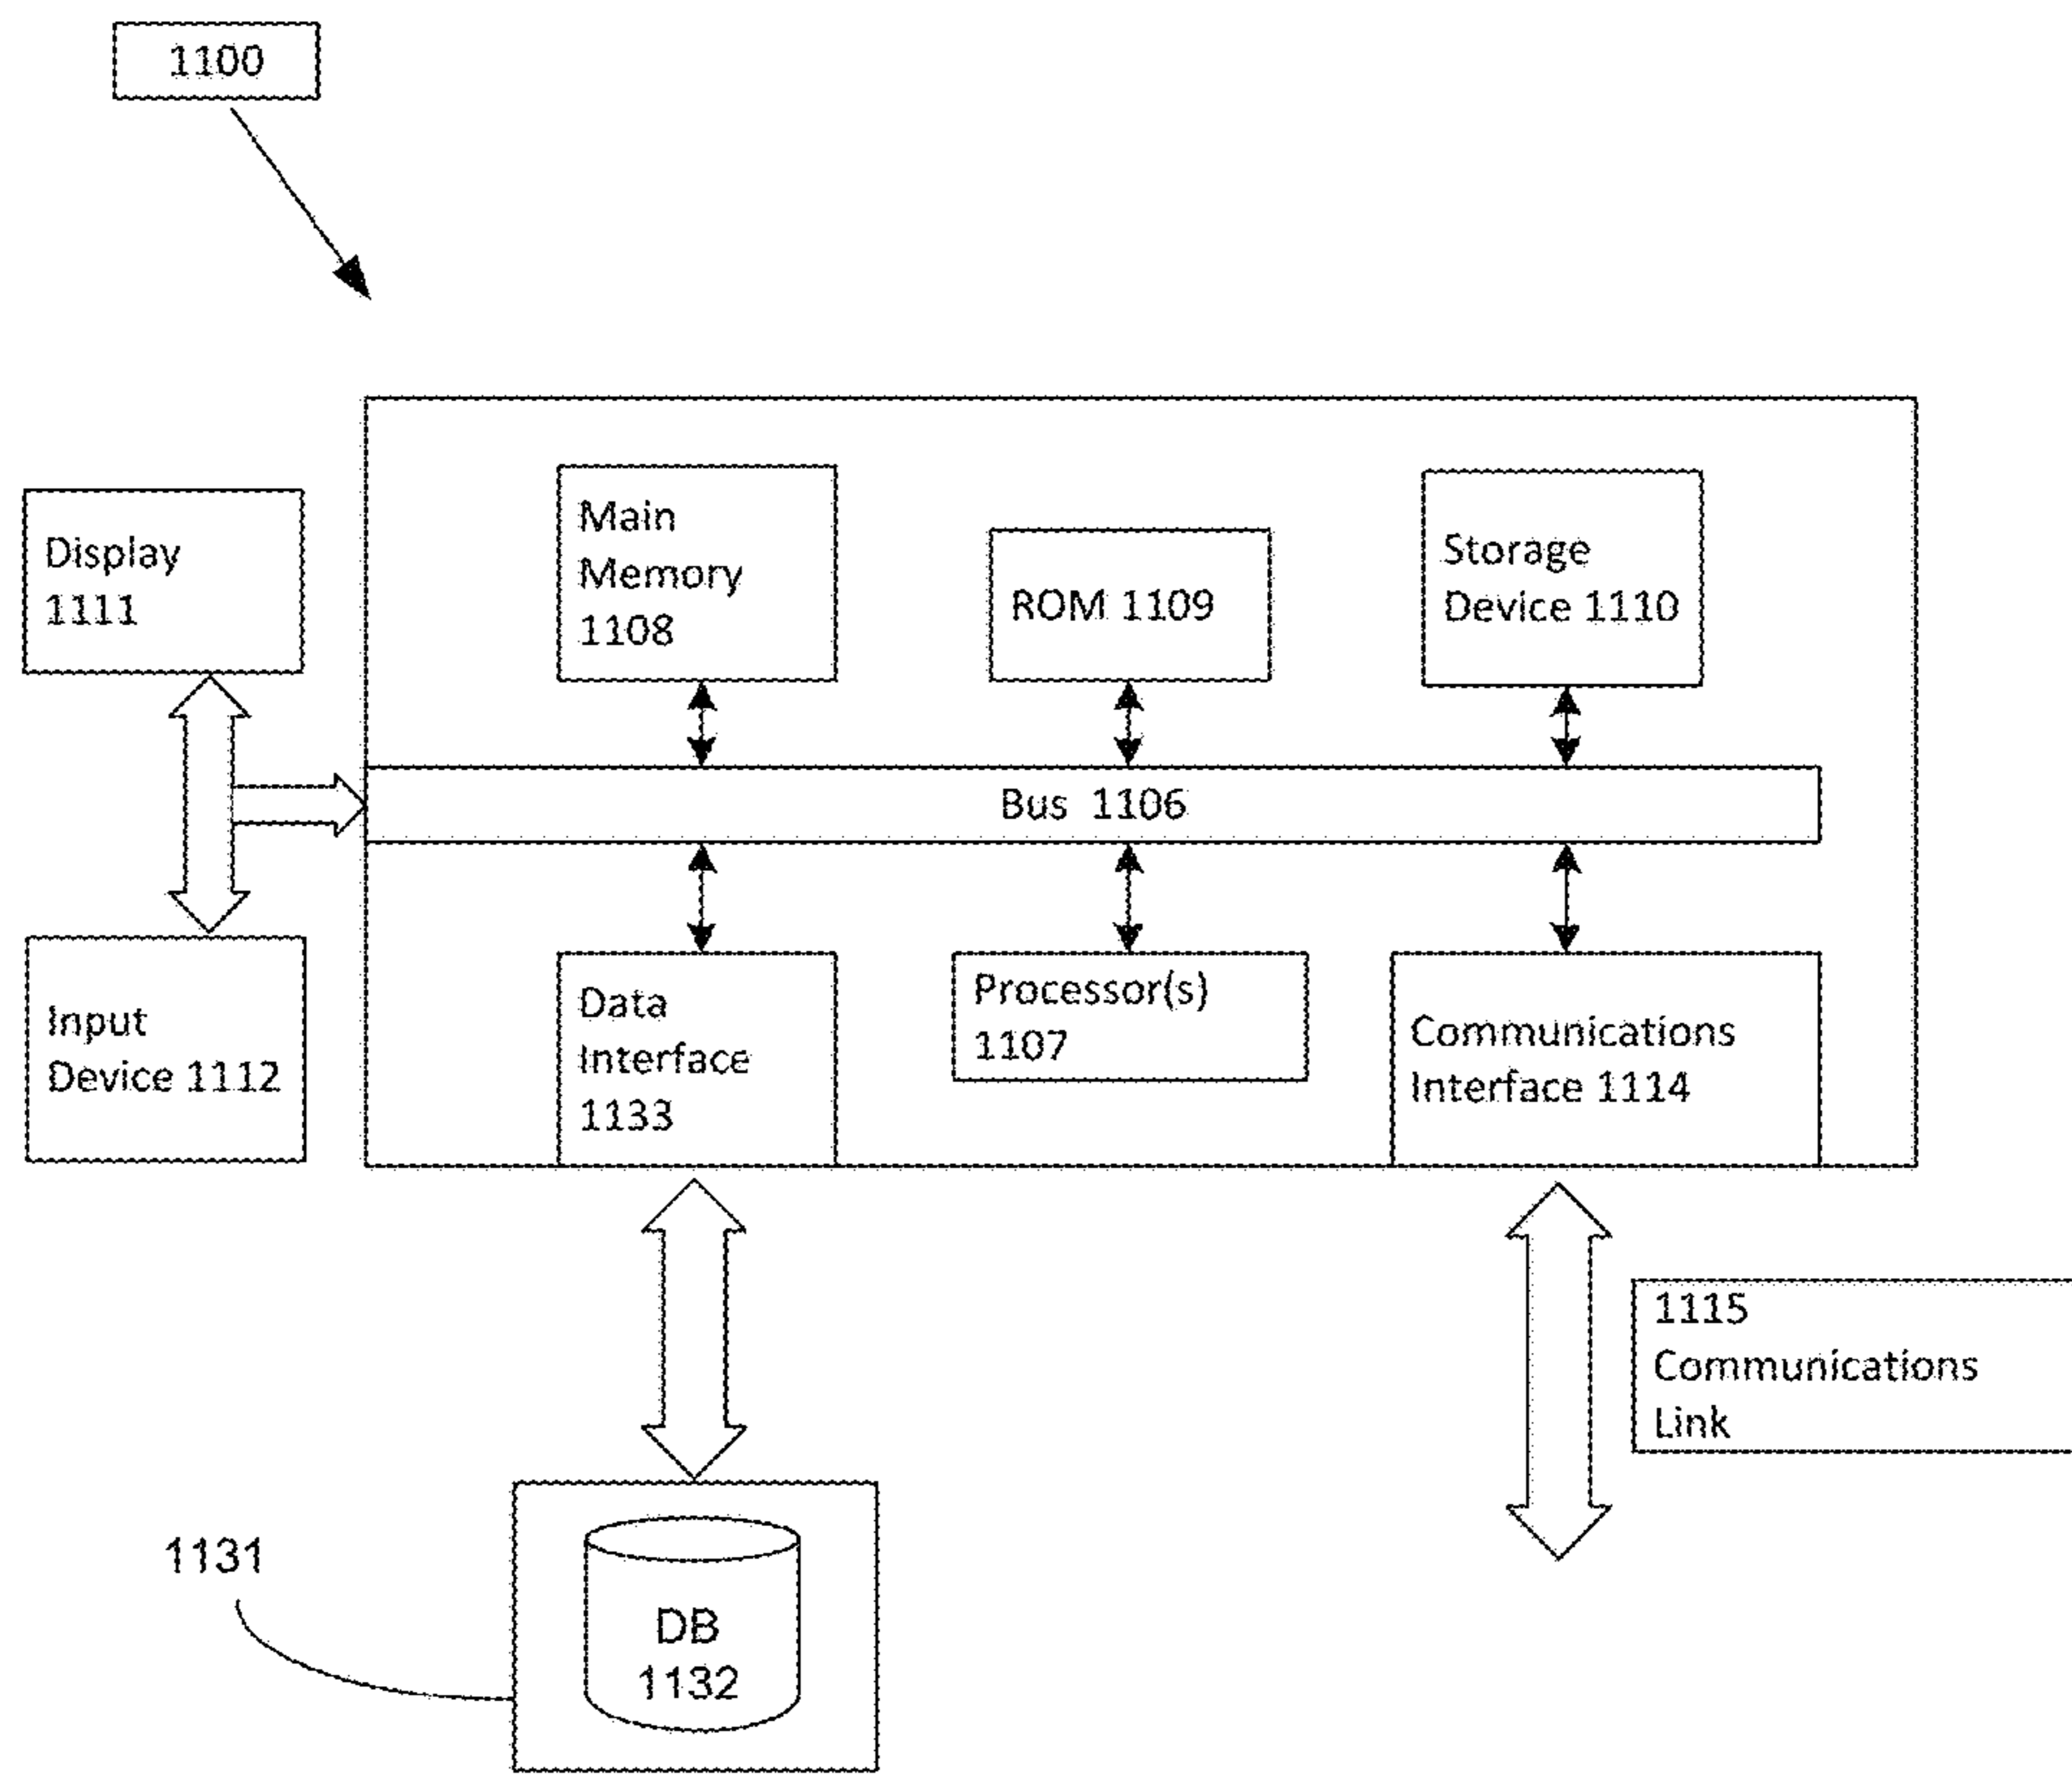 1100
Display
1111
Main
Memory
1108
ROM 1109
Storage
Device 1110
Bus 1106
Input
Device 1112
Data
Interface
1133
Processor(s)
1107
Communications
Interface 1114
1115
Communications
Link
1131
DB
1132